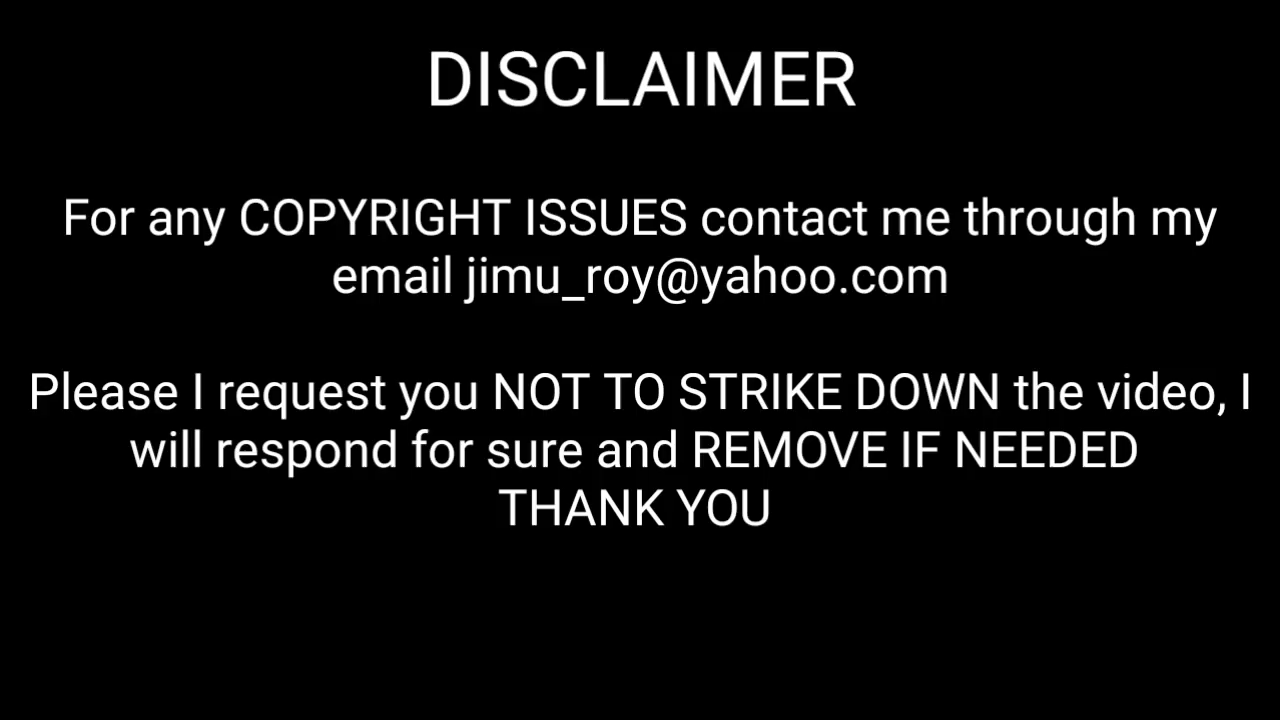 DISCLAIMER
For any COPYRIGHT ISSUES contact me through my
email jimu_roy@yahoo.com
Please I request you NOT TO STRIKE DOWN the video, I
will respond for sure and REMOVE IF NEEDED
THANK YOU